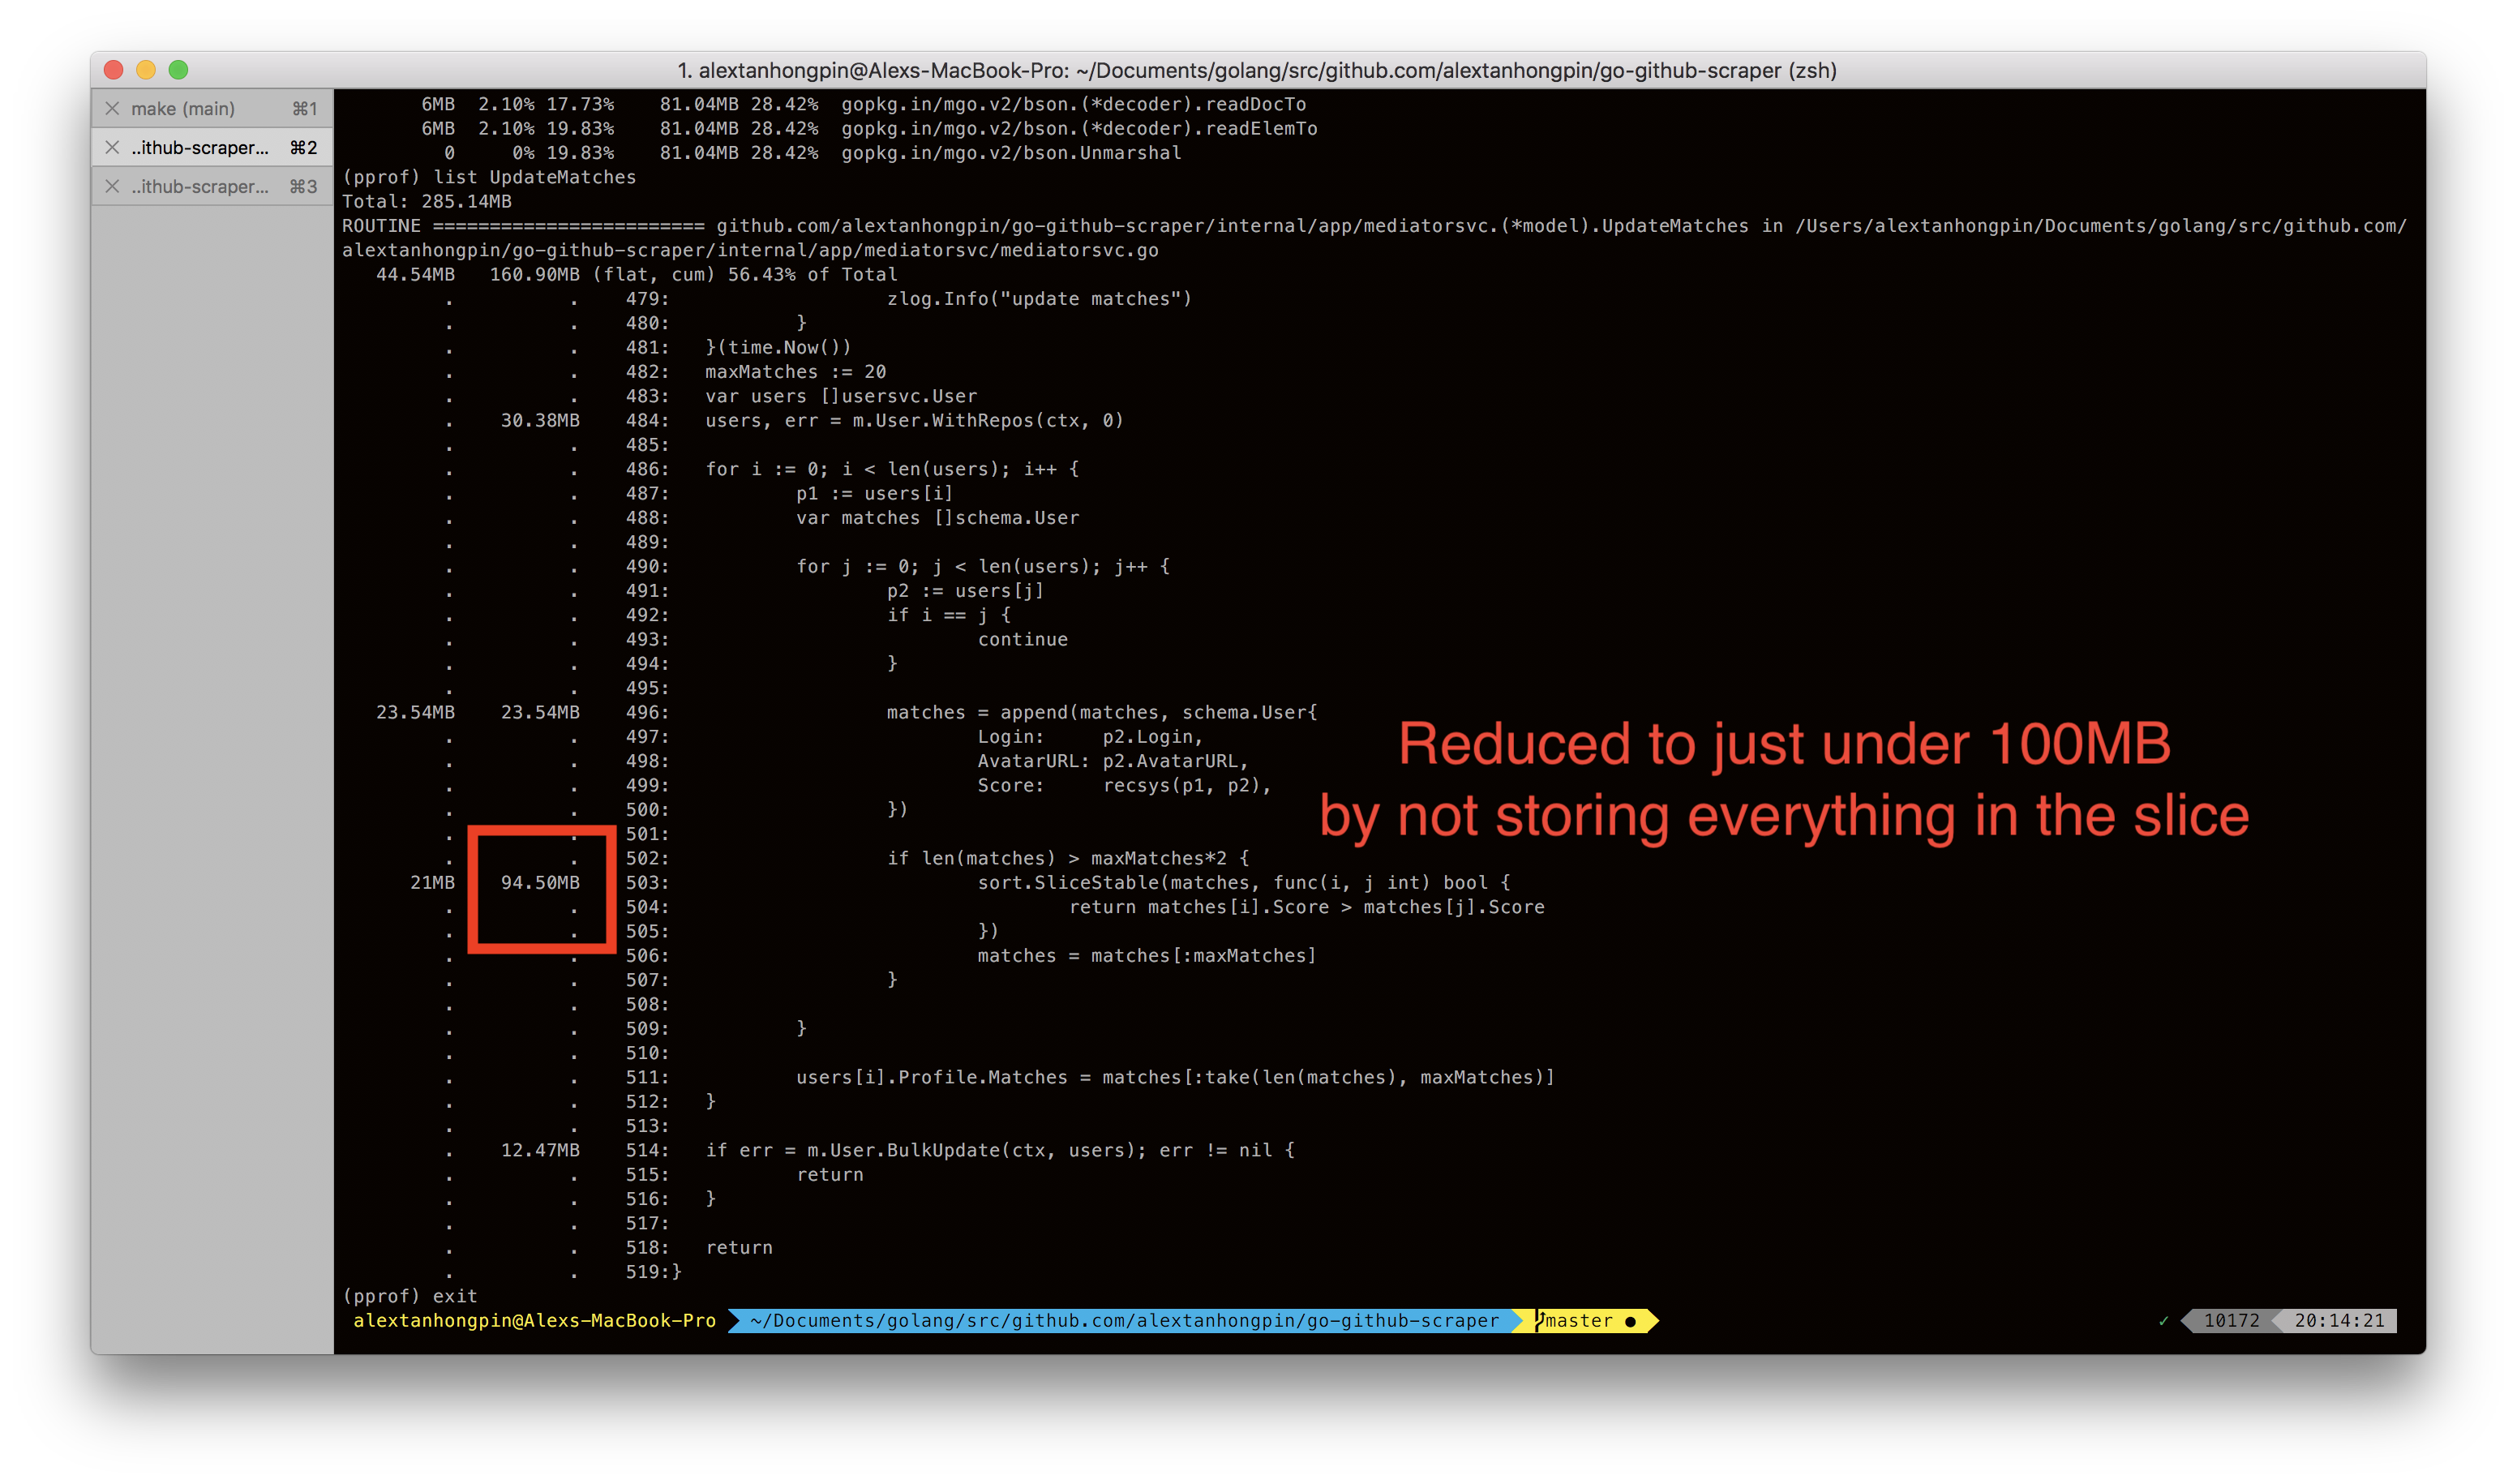 1. alextanhongpin@Alexs-MacBook-Pro: ~/Documents/golang/src/github.com/alextanhongpin/go-github-scraper (zsh)
make (main) ⌘1
..ithub-scraper... ⌘2
..ithub-scraper... ⌘3
6MB 2.10% 17.73% 81.04MB 28.42% gopkg.in/mgo.v2/bson.(*decoder).readDocTo
6MB 2.10% 19.83% 81.04MB 28.42% gopkg.in/mgo.v2/bson.(*decoder).readElemTo
0 0% 19.83% 81.04MB 28.42% gopkg.in/mgo.v2/bson.Unmarshal
(pprof) list UpdateMatches
Total: 285.14MB
ROUTINE ======================== github.com/alextanhongpin/go-github-scraper/internal/app/mediatorsvc.(*model).UpdateMatches in /Users/alextanhongpin/Documents/golang/src/github.com/
alextanhongpin/go-github-scraper/internal/app/mediatorsvc/mediatorsvc.go
44.54MB 160.90MB (flat, cum) 56.43% of Total
. . 479: zlog.Info("update matches")
. . 480: }
. . 481: }(time.Now())
. . 482: maxMatches := 20
. . 483: var users []usersvc.User
. 30.38MB 484: users, err = m.User.WithRepos(ctx, 0)
. . 485:
. . 486: for i := 0; i < len(users); i++ {
. . 487: p1 := users[i]
. . 488: var matches []schema.User
. . 489:
. . 490: for j := 0; j < len(users); j++ {
. . 491: p2 := users[j]
. . 492: if i == j {
. . 493: continue
. . 494: }
. . 495:
23.54MB 23.54MB 496: matches = append(matches, schema.User{
. . 497: Login: p2.Login,
. . 498: AvatarURL: p2.AvatarURL,
. . 499: Score: recsys(p1, p2),
. . 500: })
. . 501:
. . 502: if len(matches) > maxMatches*2 {
21MB 94.50MB 503: sort.SliceStable(matches, func(i, j int) bool {
. . 504: return matches[i].Score > matches[j].Score
. . 505: })
. . 506: matches = matches[:maxMatches]
. . 507: }
. . 508:
. . 509: }
. . 510:
. . 511: users[i].Profile.Matches = matches[:take(len(matches), maxMatches)]
. . 512: }
. . 513:
. 12.47MB 514: if err = m.User.BulkUpdate(ctx, users); err != nil {
. . 515: return
. . 516: }
. . 517:
. . 518: return
. . 519:}
(pprof) exit
alextanhongpin@Alexs-MacBook-Pro ~/Documents/golang/src/github.com/alextanhongpin/go-github-scraper master ● ✓ 10172 20:14:21
Reduced to just under 100MB
by not storing everything in the slice